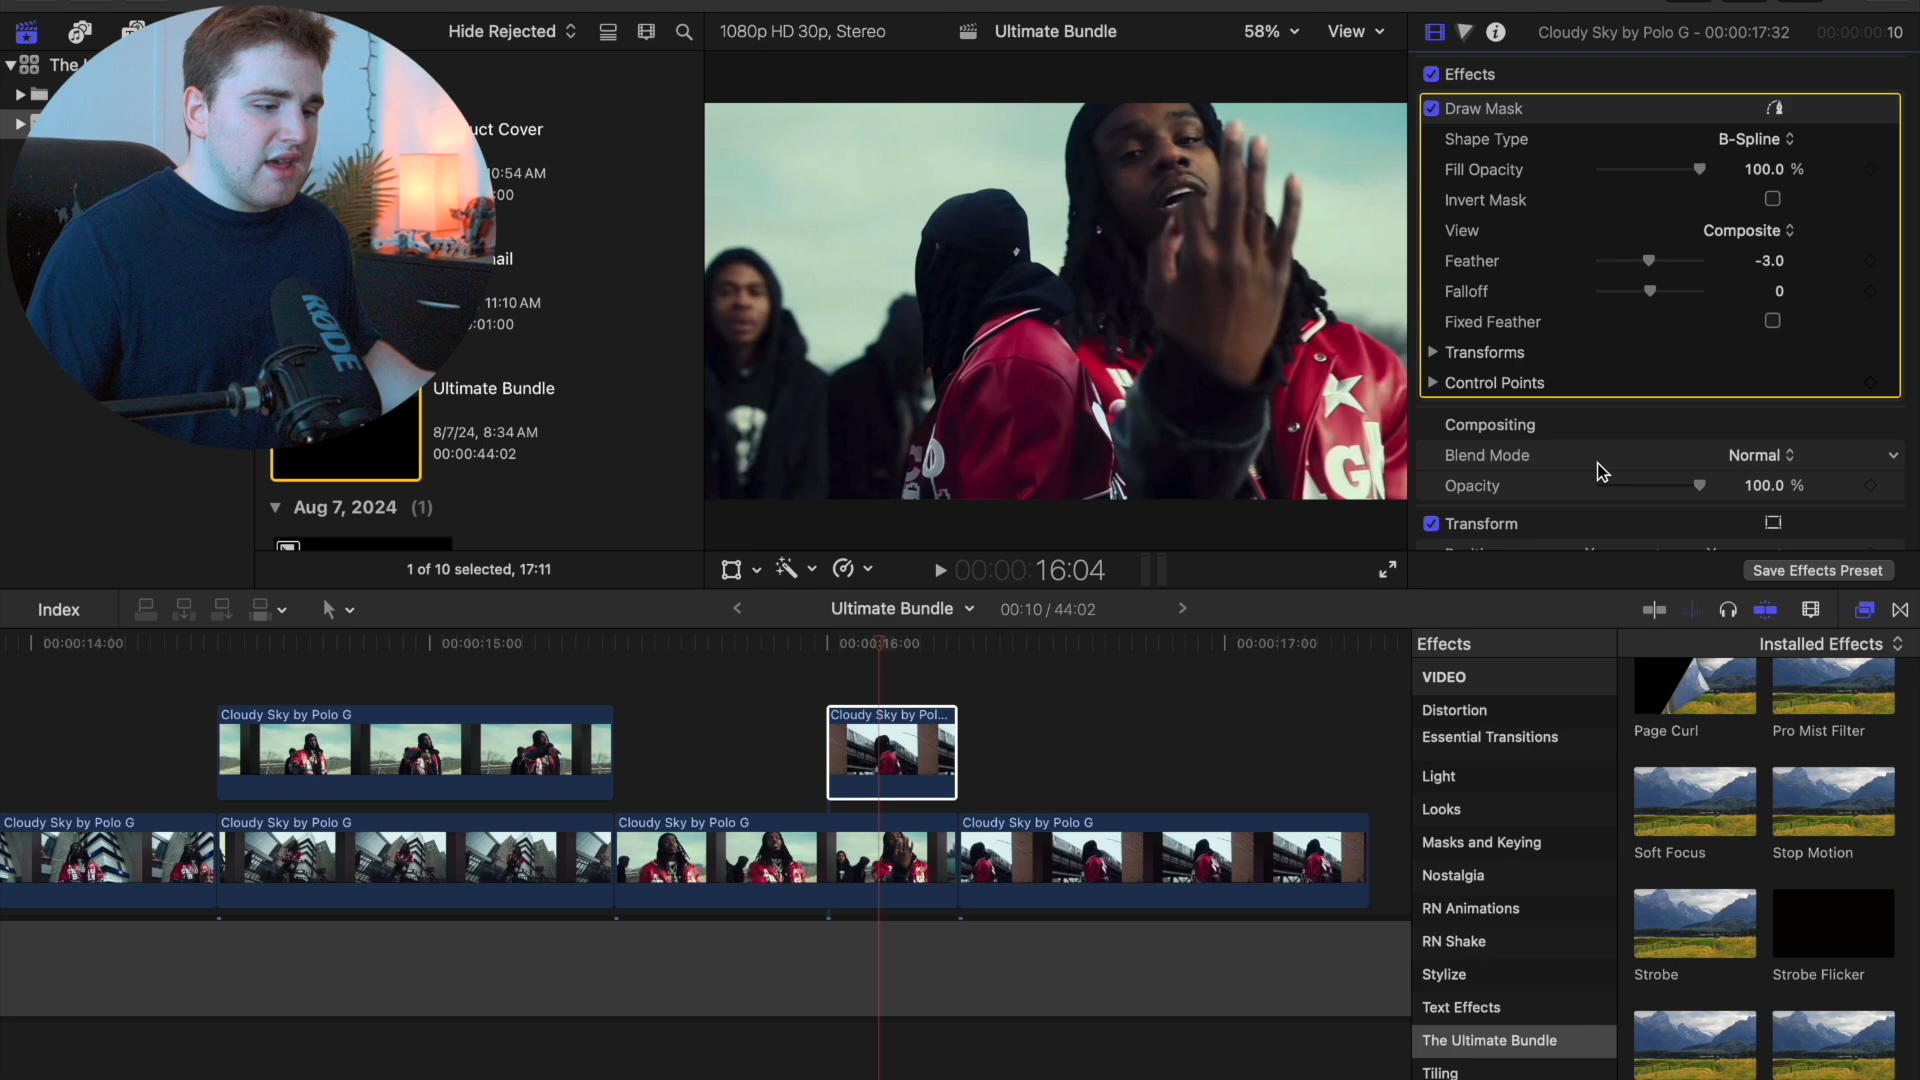 Hide Rejected
1080p HD 30p, Stereo
Ultimate Bundle
58%
View
Cloudy Sky by Polo G - 00:00:17:32
00:00:00:10
Effects
Draw Mask
Shape Type
B-Spline
Fill Opacity
100.0 %
Invert Mask
View
Composite
Feather
-3.0
Falloff
0
Fixed Feather
Transforms
Control Points
Compositing
Blend Mode
Normal
Opacity
100.0 %
Transform
Save Effects Preset
The
uct Cover
0:54 AM
:00
ail
11:10 AM
:01:00
Ultimate Bundle
8/7/24, 8:34 AM
00:00:44:02
Aug 7, 2024 (1)
1 of 10 selected, 17:11
RØDE
00:00:16:04
Index
Ultimate Bundle
00:10 / 44:02
00:00:14:00
00:00:15:00
00:00:16:00
00:00:17:00
Cloudy Sky by Polo G
Cloudy Sky by Pol...
Cloudy Sky by Polo G
Cloudy Sky by Polo G
Cloudy Sky by Polo G
Cloudy Sky by Polo G
Effects
Installed Effects
VIDEO
Distortion
Essential Transitions
Light
Looks
Masks and Keying
Nostalgia
RN Animations
RN Shake
Stylize
Text Effects
The Ultimate Bundle
Tiling
Page Curl
Pro Mist Filter
Soft Focus
Stop Motion
Strobe
Strobe Flicker